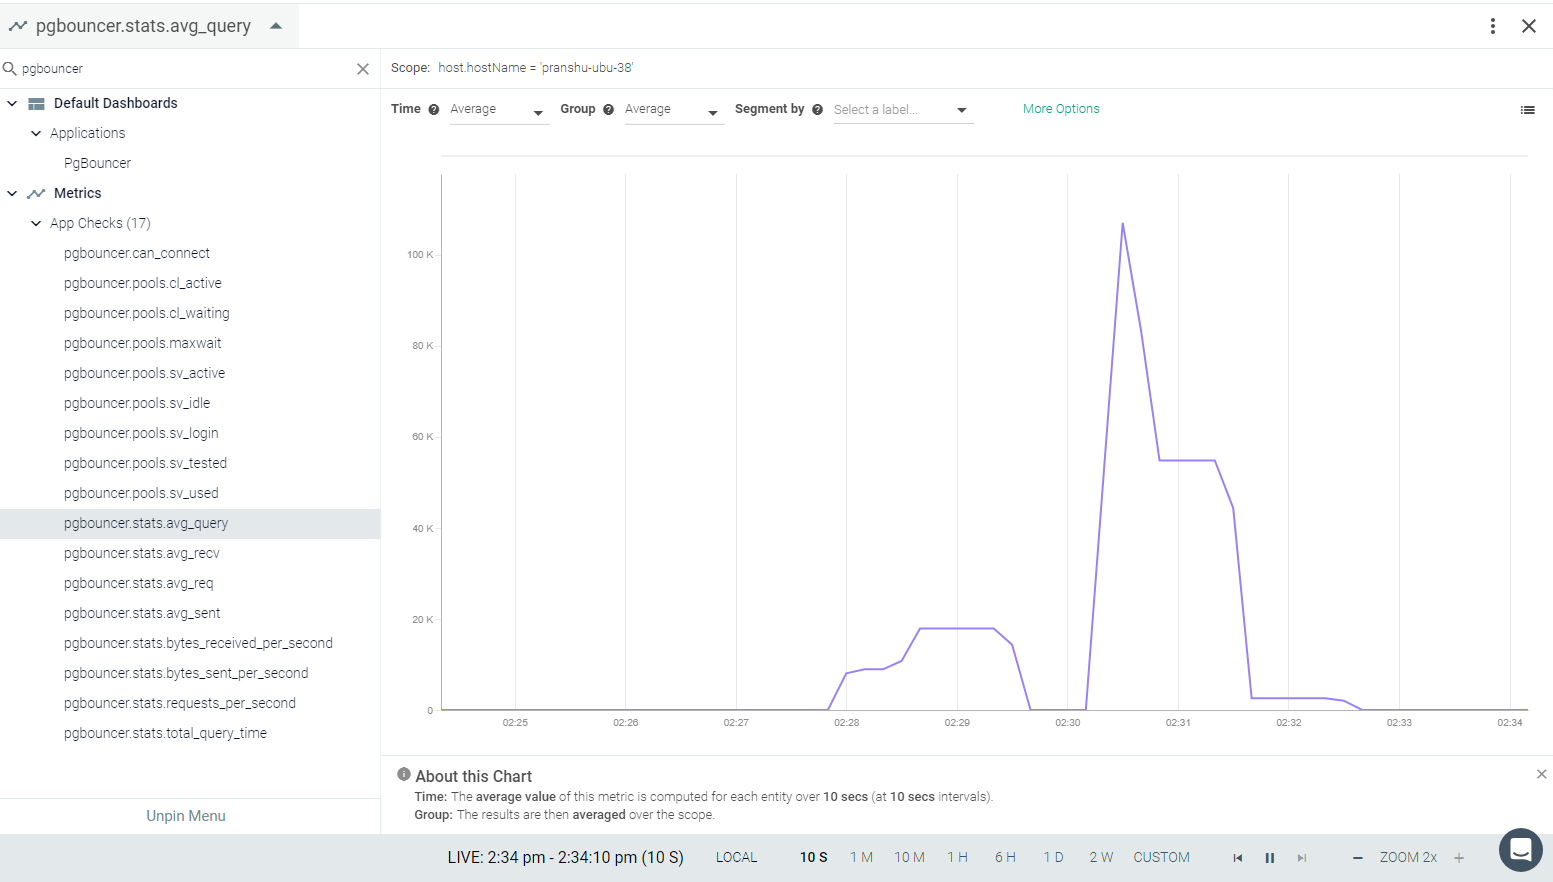 pgbouncer.stats.avg_query
pgbouncer
Default Dashboards
Applications
PgBouncer
Metrics
App Checks (17)
pgbouncer.can_connect
pgbouncer.pools.cl_active
pgbouncer.pools.cl_waiting
pgbouncer.pools.maxwait
pgbouncer.pools.sv_active
pgbouncer.pools.sv_idle
pgbouncer.pools.sv_login
pgbouncer.pools.sv_tested
pgbouncer.pools.sv_used
pgbouncer.stats.avg_query
pgbouncer.stats.avg_recv
pgbouncer.stats.avg_req
pgbouncer.stats.avg_sent
pgbouncer.stats.bytes_received_per_second
pgbouncer.stats.bytes_sent_per_second
pgbouncer.stats.requests_per_second
pgbouncer.stats.total_query_time
Unpin Menu
Scope: host.hostName = 'pranshu-ubu-38'
Time ? Average Group ? Average Segment by ? Select a label... More Options
100 K
80 K
60 K
40 K
20 K
0
02:25 02:26 02:27 02:28 02:29 02:30 02:31 02:32 02:33 02:34
About this Chart
Time: The average value of this metric is computed for each entity over 10 secs (at 10 secs intervals).
Group: The results are then averaged over the scope.
LIVE: 2:34 pm - 2:34:10 pm (10 S) LOCAL 10 S 1 M 10 M 1 H 6 H 1 D 2 W CUSTOM ZOOM 2x